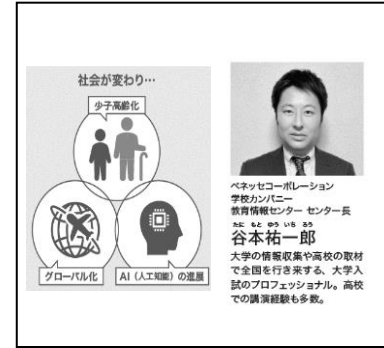 社会が変わり…
少子高齢化
グローバル化
AI（人工知能）の進展
ベネッセコーポレーション
学校カンパニー
教育情報センター センター長
たに もと ゆう いち ろう
谷本祐一郎
大学の情報収集や高校の取材
で全国を行き来する、大学入
試のプロフェッショナル。高校
での講演経験も多数。